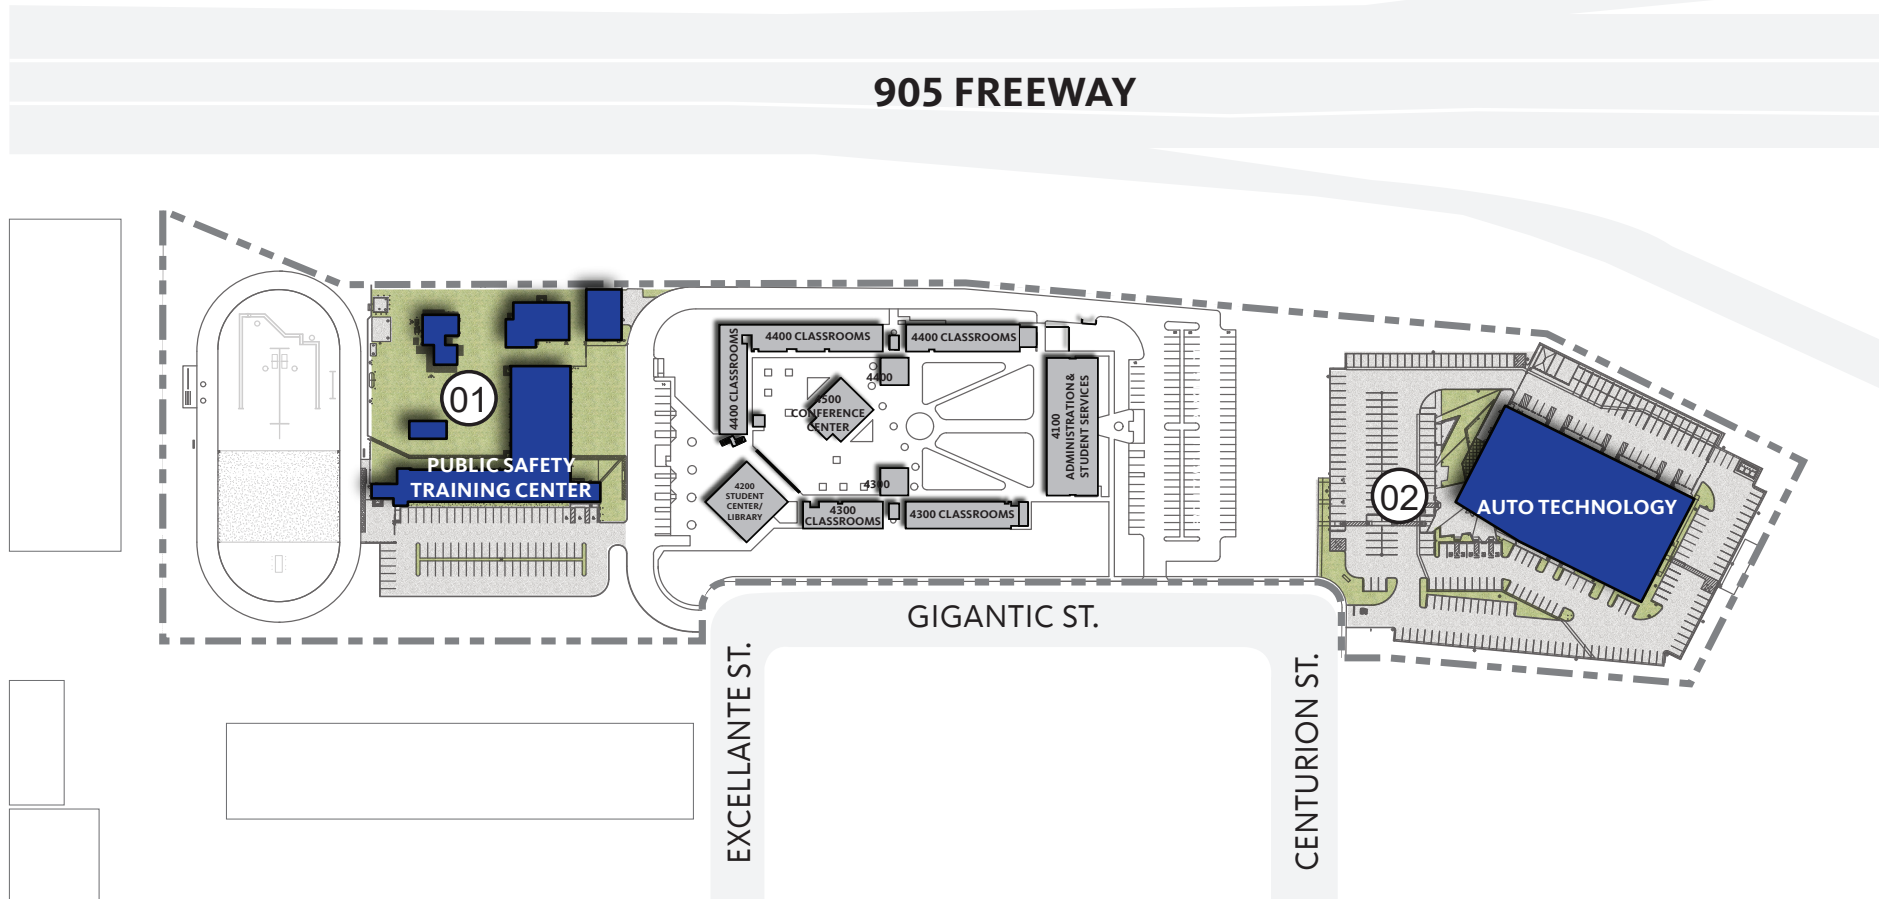 905 FREEWAY
4400 CLASSROOMS
4400 CLASSROOMS
4400 CLASSROOMS
4400
4500
CONFERENCE
CENTER
4100
ADMINISTRATION &
STUDENT SERVICES
01
PUBLIC SAFETY
TRAINING CENTER
4200
STUDENT
CENTER/
LIBRARY
4300
4300
CLASSROOMS
4300 CLASSROOMS
02
AUTO TECHNOLOGY
GIGANTIC ST.
EXCELLANTE ST.
CENTURION ST.